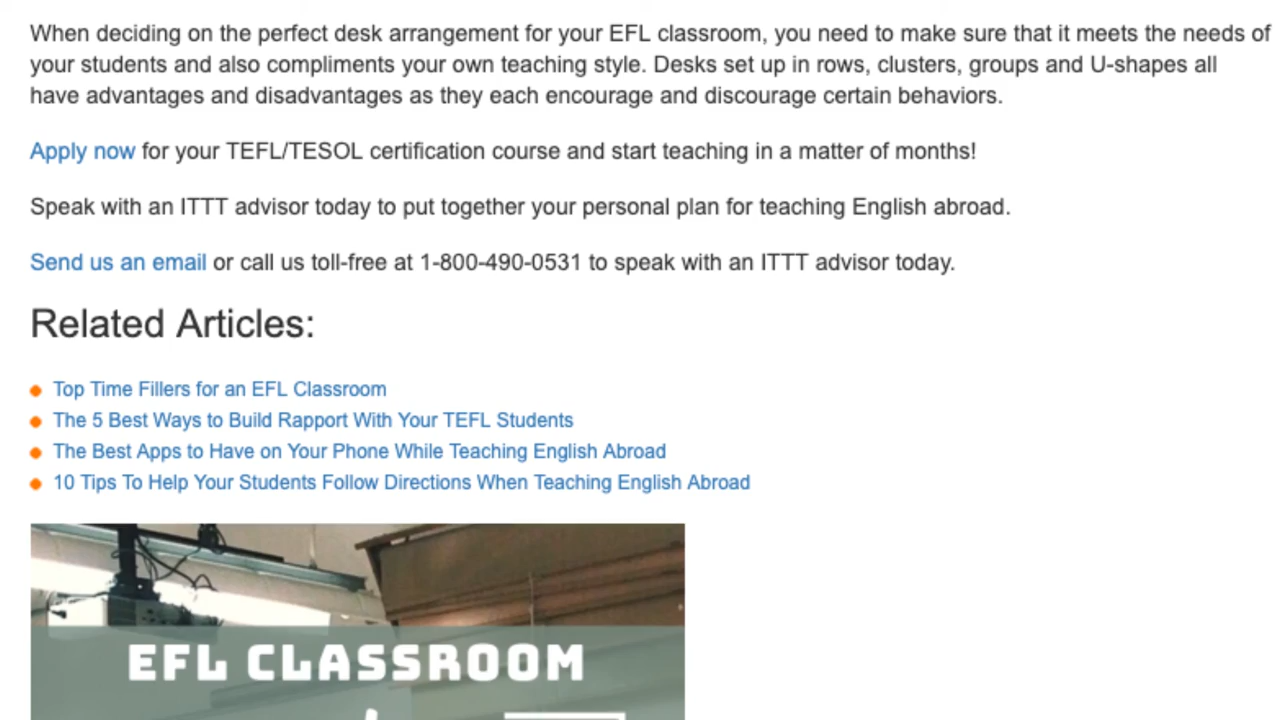 When deciding on the perfect desk arrangement for your EFL classroom, you need to make sure that it meets the needs of
your students and also compliments your own teaching style. Desks set up in rows, clusters, groups and U-shapes all
have advantages and disadvantages as they each encourage and discourage certain behaviors.
Apply now for your TEFL/TESOL certification course and start teaching in a matter of months!
Speak with an ITTT advisor today to put together your personal plan for teaching English abroad.
Send us an email or call us toll-free at 1-800-490-0531 to speak with an ITTT advisor today.
Related Articles:
Top Time Fillers for an EFL Classroom
The 5 Best Ways to Build Rapport With Your TEFL Students
The Best Apps to Have on Your Phone While Teaching English Abroad
10 Tips To Help Your Students Follow Directions When Teaching English Abroad
EFL CLASSROOM